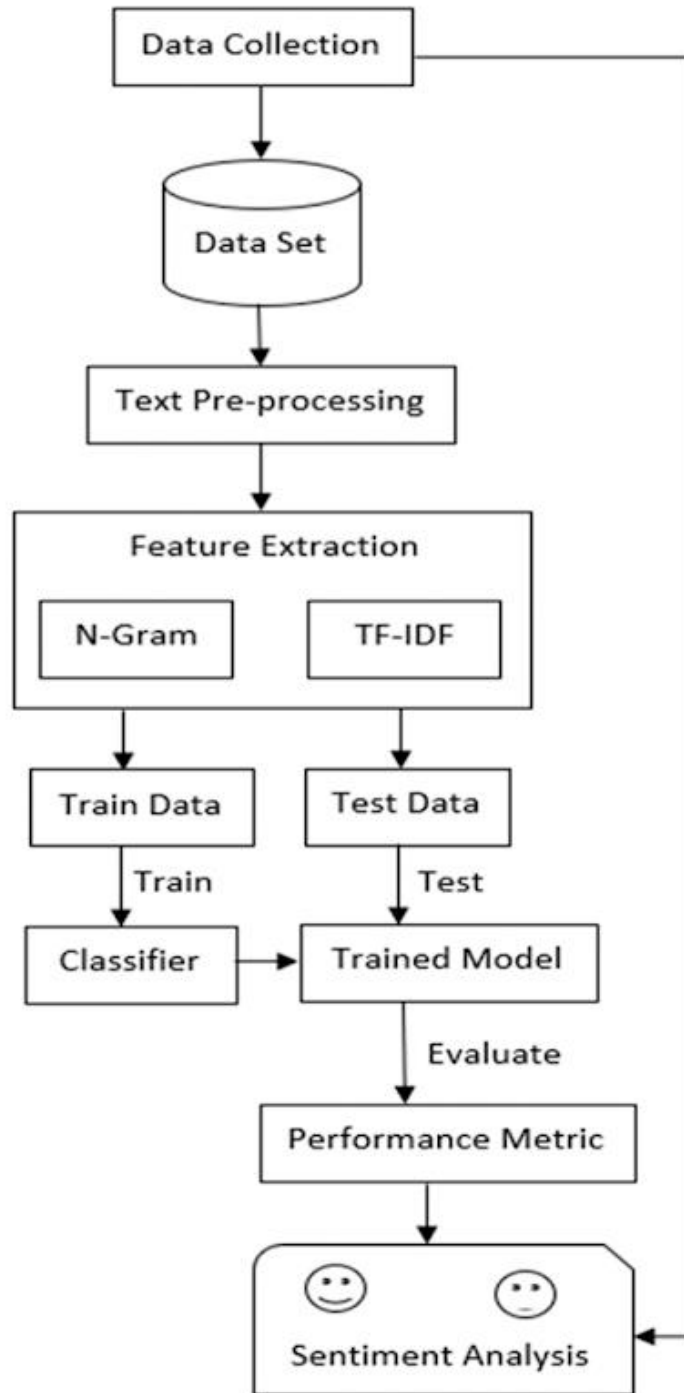 Data Collection
Data Set
Text Pre-processing
Feature Extraction
N-Gram
TF-IDF
Train Data
Test Data
Train
Test
Classifier
Trained Model
Evaluate
Performance Metric
Sentiment Analysis